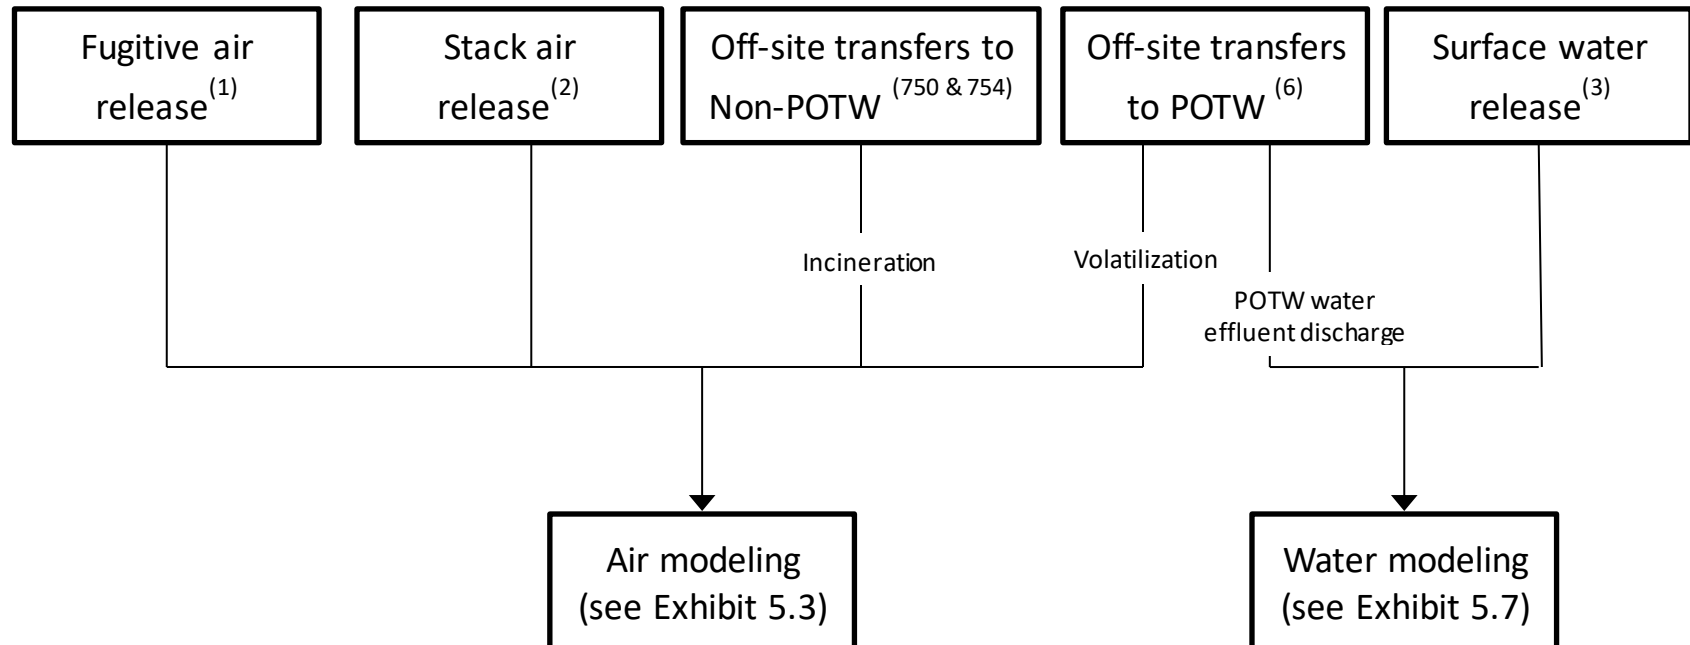 Fugitive air
release(1)
Stack air
release(2)
Off-site transfers to
Non-POTW (750 & 754)
Off-site transfers
to POTW (6)
Surface water
release(3)
Incineration
Volatilization
POTW water
effluent discharge
Air modeling
(see Exhibit 5.3)
Water modeling
(see Exhibit 5.7)